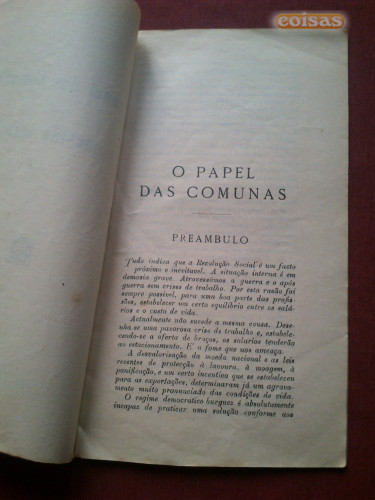 coisas
O PAPEL
DAS COMUNAS
PREAMBULO
Tudo indica que a Revolução Social é um facto
próximo e inevitavel. A situação interna é em
demasia grave. Atravessámos a guerra e o após
guerra sem crises de trabalho. Por esta razão foi
sempre possivel, para uma boa parte das profis-
sões, estabelecer um certo equilibrio entre os salá-
rios e o custo de vida.
Actualmente não sucede a mesma cousa. Dese-
nha-se uma pavorosa crise de trabalho e, estabele-
cendo-se a oferta de braços, os salarios tenderão
ao estacionamento. E' a fome que nos ameaça.
A desvalorisação da moeda nacional e as leis
recentes de protecção à lavoura, à moagem, à
panificação, e um certo incentivo que se estabeleceu
para as exportações, determinaram já um agrava-
mento muito pronunciado das condições de vida.
O regime democratico burguez é absolutamente
incapaz de praticar uma solução conforme aos